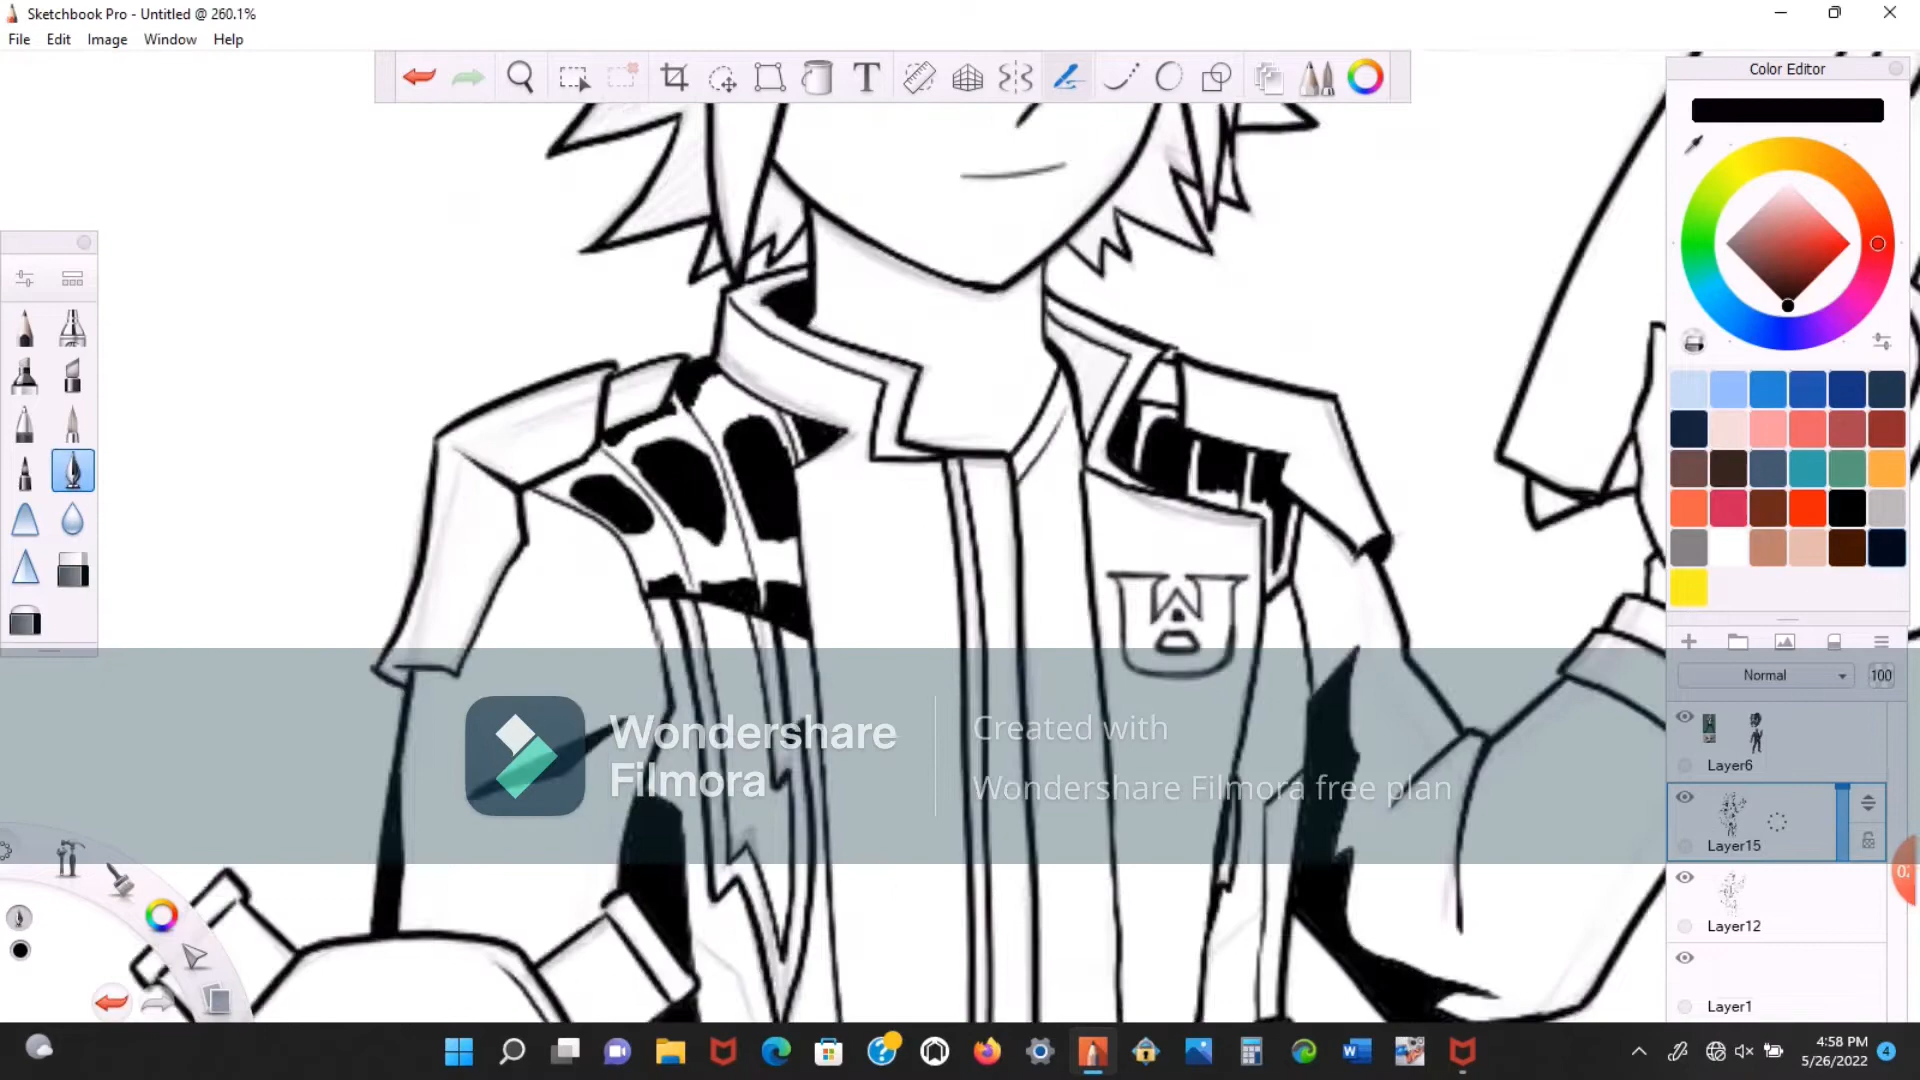 Sketchbook Pro - Untitled @ 260.1%
File Edit Image Window Help
T
Color Editor
Normal 100
Layer6
Layer15
Layer12
Layer1
Wondershare
Filmora
Created with
Wondershare Filmora free plan
4:58 PM
5/26/2022
4